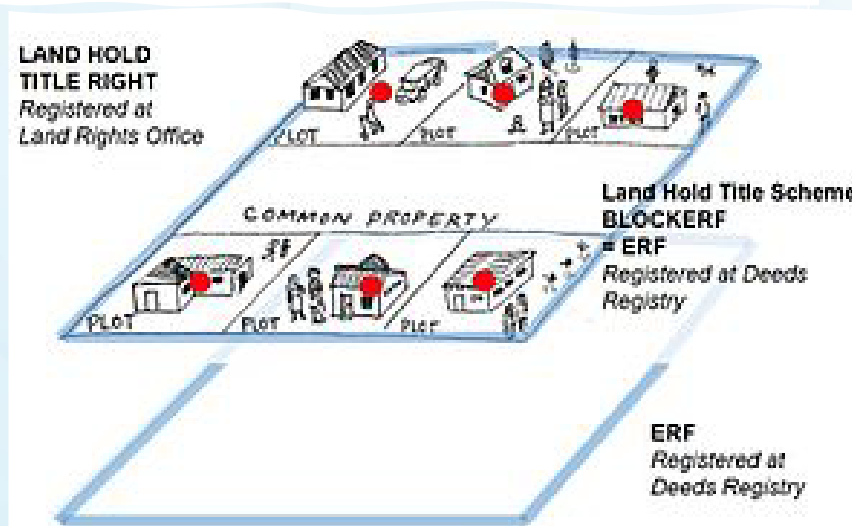 LAND HOLD
TITLE RIGHT
Registered at
Land Rights Office
PLOT
PLOT
PLOT
COMMON PROPERTY
Land Hold Title Scheme
BLOCKERF
= ERF
Registered at Deeds
Registry
PLOT
PLOT
PLOT
ERF
Registered at
Deeds Registry